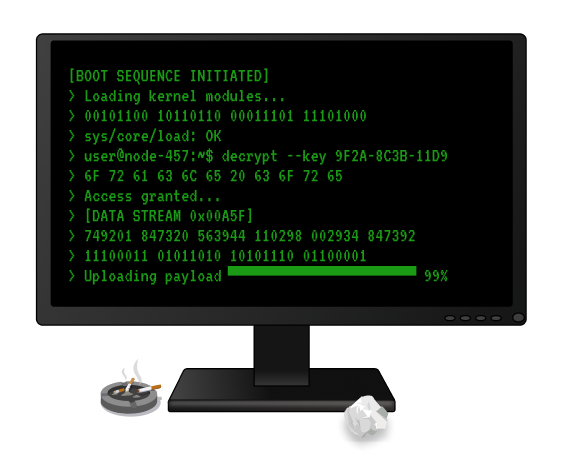 [BOOT SEQUENCE INITIATED]
> Loading kernel modules...
> 00101100 10110110 00011101 11101000
> sys/core/load: OK
> user@node-457:~$ decrypt --key 9F2A-8C3B-11D9
> 6F 72 61 63 6C 65 20 63 6F 72 65
> Access granted...
> [DATA STREAM 0x00A5F]
> 749201 847320 563944 110298 002934 847392
> 11100011 01011010 10101110 01100001
> Uploading payload 99%